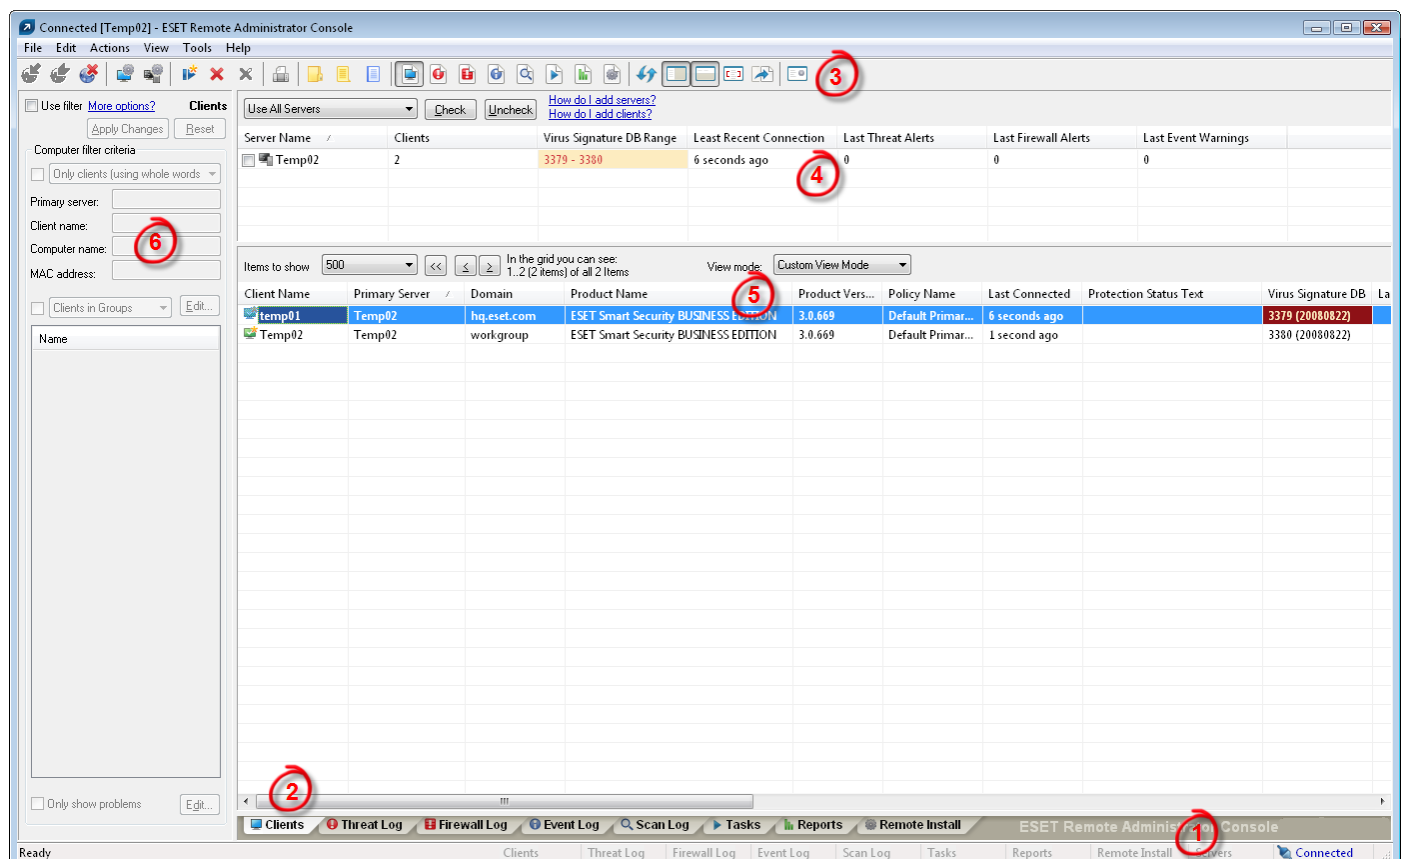 Connected [Temp02] - ESET Remote Administrator Console
File Edit Actions View Tools Help
3
Use filter More options? Clients
Apply Changes Reset
Computer filter criteria
Only clients (using whole words
Primary server:
Client name:
Computer name:
MAC address:
6
Clients in Groups Edit...
Name
Only show problems Edit...
Use All Servers Check Uncheck How do I add servers?
How do I add clients?
Server Name Clients Virus Signature DB Range Least Recent Connection Last Threat Alerts Last Firewall Alerts Last Event Warnings
Temp02 2 3379 - 3380 6 seconds ago 0 0 0
4
Items to show 500 << < > In the grid you can see:
1..2 (2 items) of all 2 Items
View mode: Custom View Mode
5
Client Name Primary Server Domain Product Name Product Vers... Policy Name Last Connected Protection Status Text Virus Signature DB La
temp01 Temp02 hq.eset.com ESET Smart Security BUSINESS EDITION 3.0.669 Default Primar... 6 seconds ago 3379 (20080822)
Temp02 Temp02 workgroup ESET Smart Security BUSINESS EDITION 3.0.669 Default Primar... 1 second ago 3380 (20080822)
2
Clients Threat Log Firewall Log Event Log Scan Log Tasks Reports Remote Install ESET Remote Administrator Console
1
Ready Clients Threat Log Firewall Log Event Log Scan Log Tasks Reports Remote Install Servers Connected